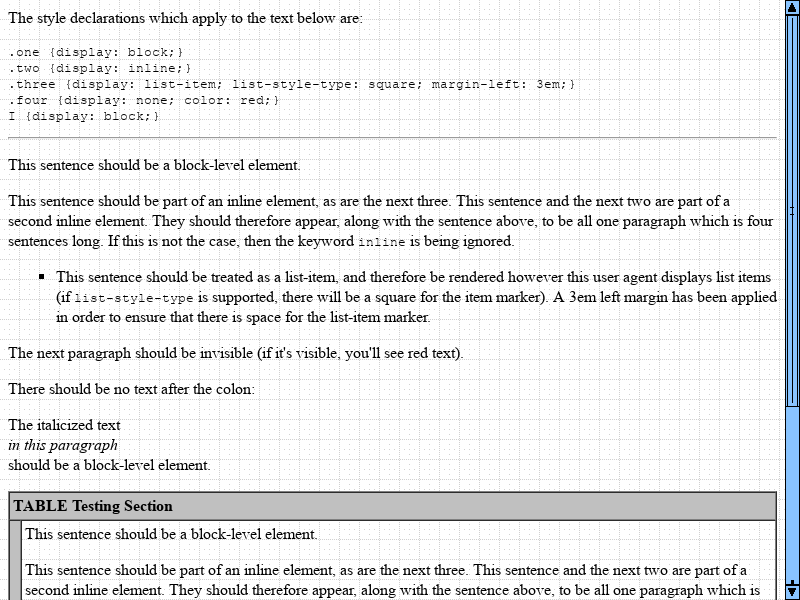 The style declarations which apply to the text below are:
.one {display: block;}
.two {display: inline;}
.three {display: list-item; list-style-type: square; margin-left: 3em;}
.four {display: none; color: red;}
I {display: block;}
This sentence should be a block-level element.
This sentence should be part of an inline element, as are the next three. This sentence and the next two are part of a
second inline element. They should therefore appear, along with the sentence above, to be all one paragraph which is four
sentences long. If this is not the case, then the keyword inline is being ignored.
This sentence should be treated as a list-item, and therefore be rendered however this user agent displays list items
(if list-style-type is supported, there will be a square for the item marker). A 3em left margin has been applied
in order to ensure that there is space for the list-item marker.
The next paragraph should be invisible (if it's visible, you'll see red text).
There should be no text after the colon:
The italicized text
in this paragraph
should be a block-level element.
TABLE Testing Section
This sentence should be a block-level element.
This sentence should be part of an inline element, as are the next three. This sentence and the next two are part of a
second inline element. They should therefore appear, along with the sentence above, to be all one paragraph which is